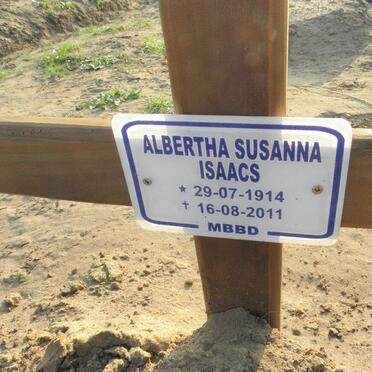 ALBERTHA SUSANNA
ISAACS
* 29-07-1914
† 16-08-2011
MBBD